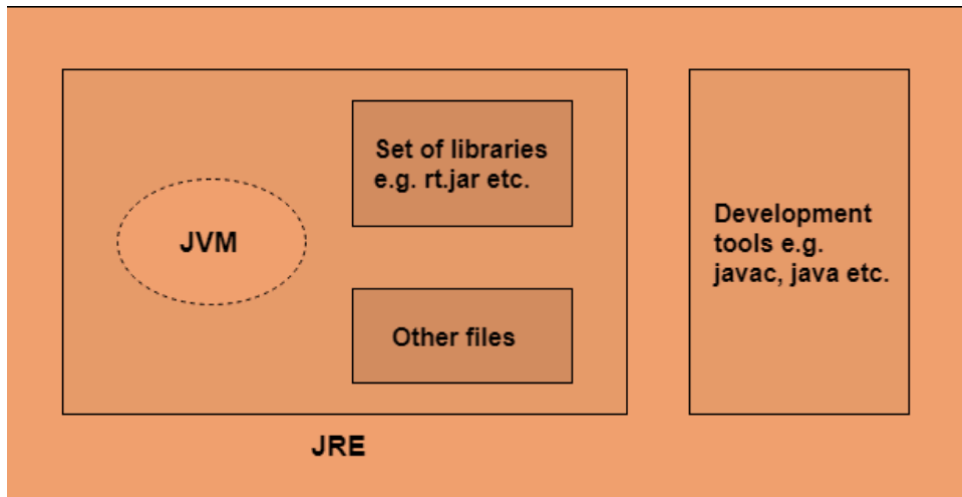 Set of libraries
e.g. rt.jar etc.
JVM
Other files
JRE
Development
tools e.g.
javac, java etc.